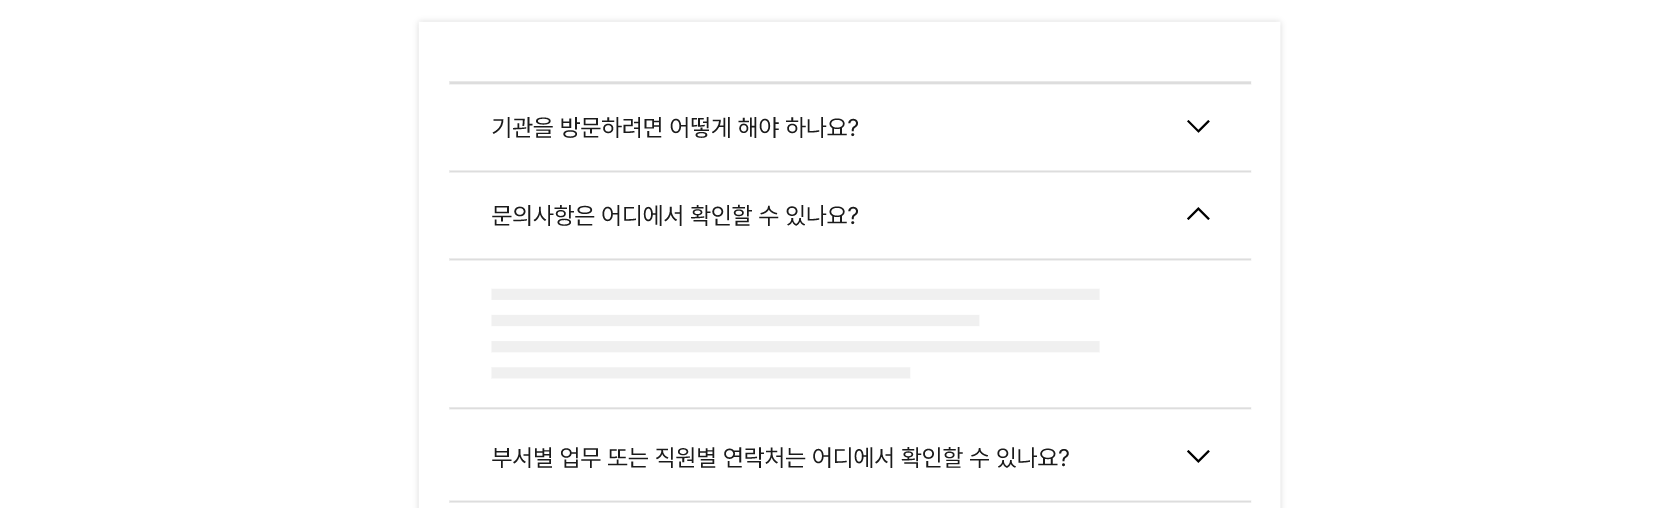 기관을 방문하려면 어떻게 해야 하나요?
문의사항은 어디에서 확인할 수 있나요?
부서별 업무 또는 직원별 연락처는 어디에서 확인할 수 있나요?